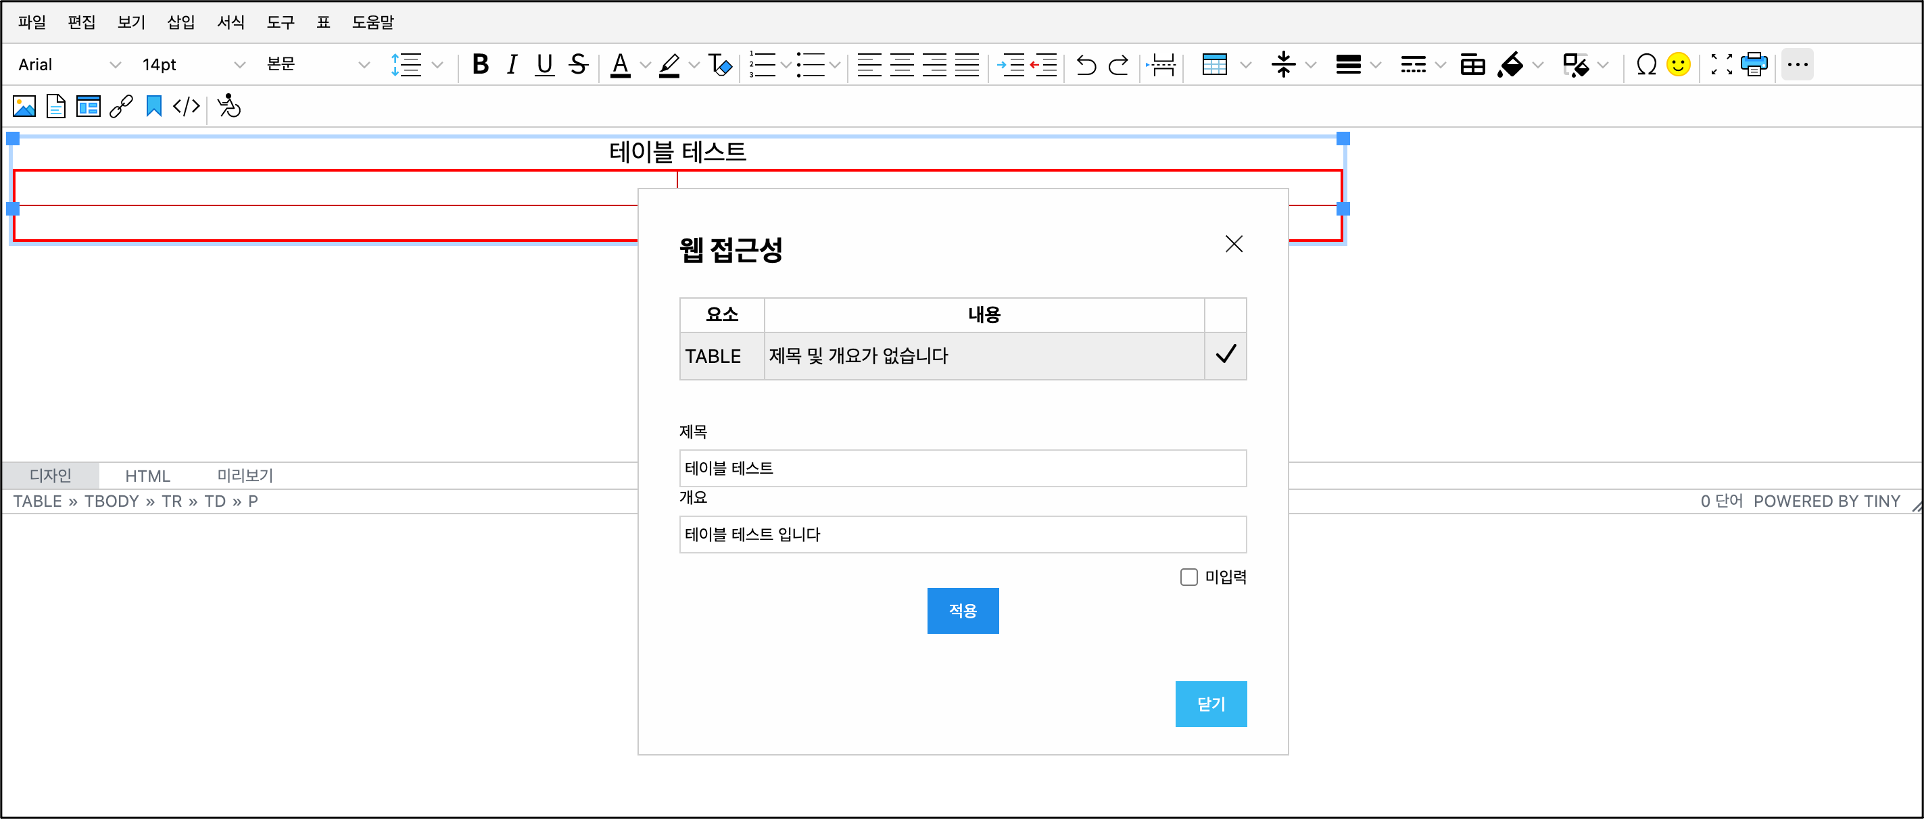 파일 편집 보기 삽입 서식 도구 표 도움말
Arial 14pt 본문
테이블 테스트
웹 접근성
요소 내용
TABLE 제목 및 개요가 없습니다
제목
테이블 테스트
개요
테이블 테스트 입니다
미입력
적용
닫기
디자인 HTML 미리보기
TABLE » TBODY » TR » TD » P 0 단어 POWERED BY TINY